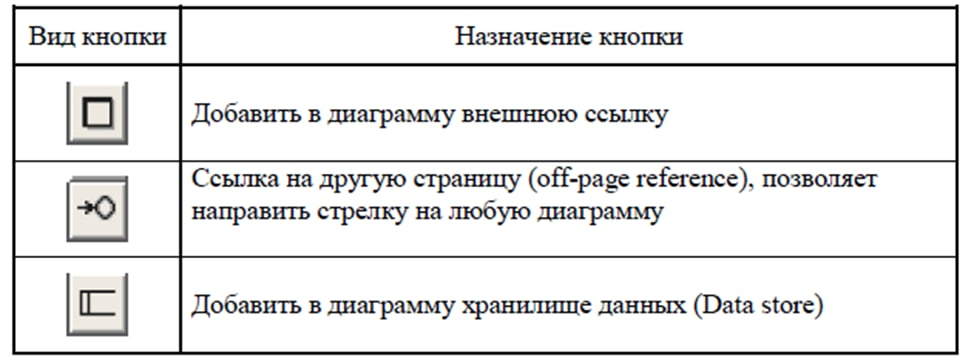 Вид кнопки
Назначение кнопки
Добавить в диаграмму внешнюю ссылку
Ссылка на другую страницу (off-page reference), позволяет
направить стрелку на любую диаграмму
Добавить в диаграмму хранилище данных (Data store)